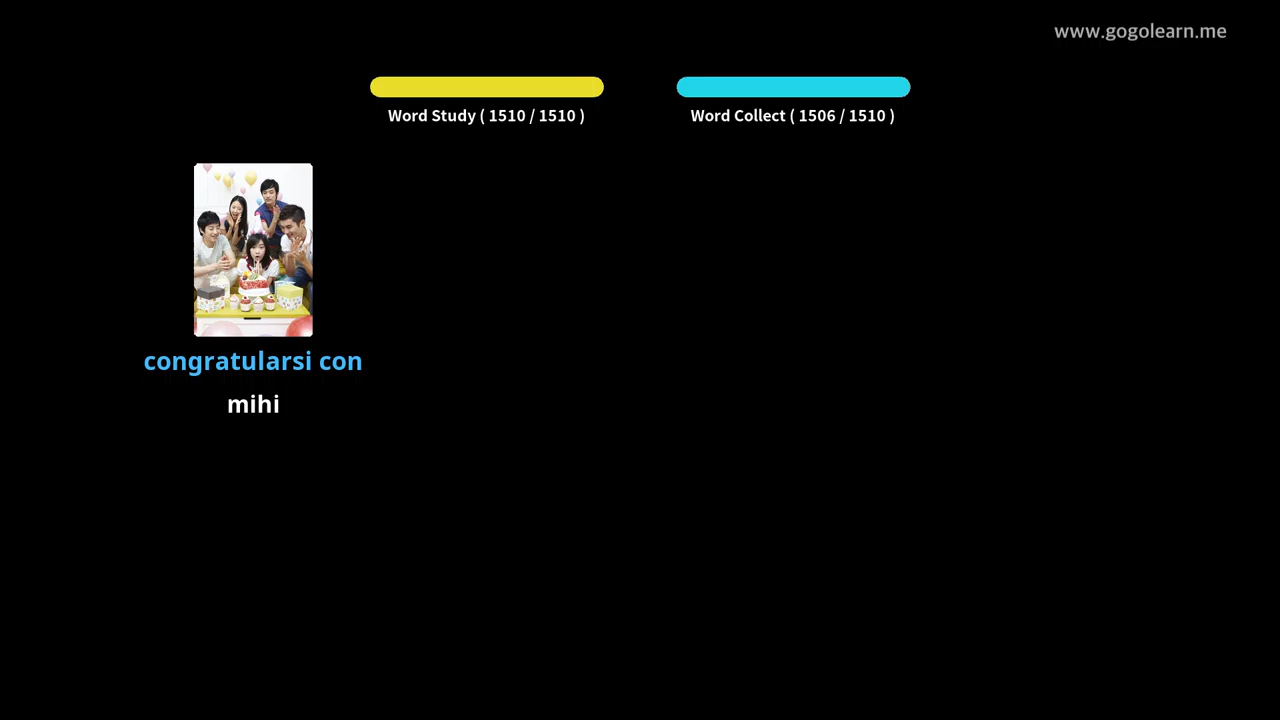 www.gogolearn.me
Word Study ( 1510 / 1510 )
Word Collect ( 1506 / 1510 )
congratularsi con
mihi